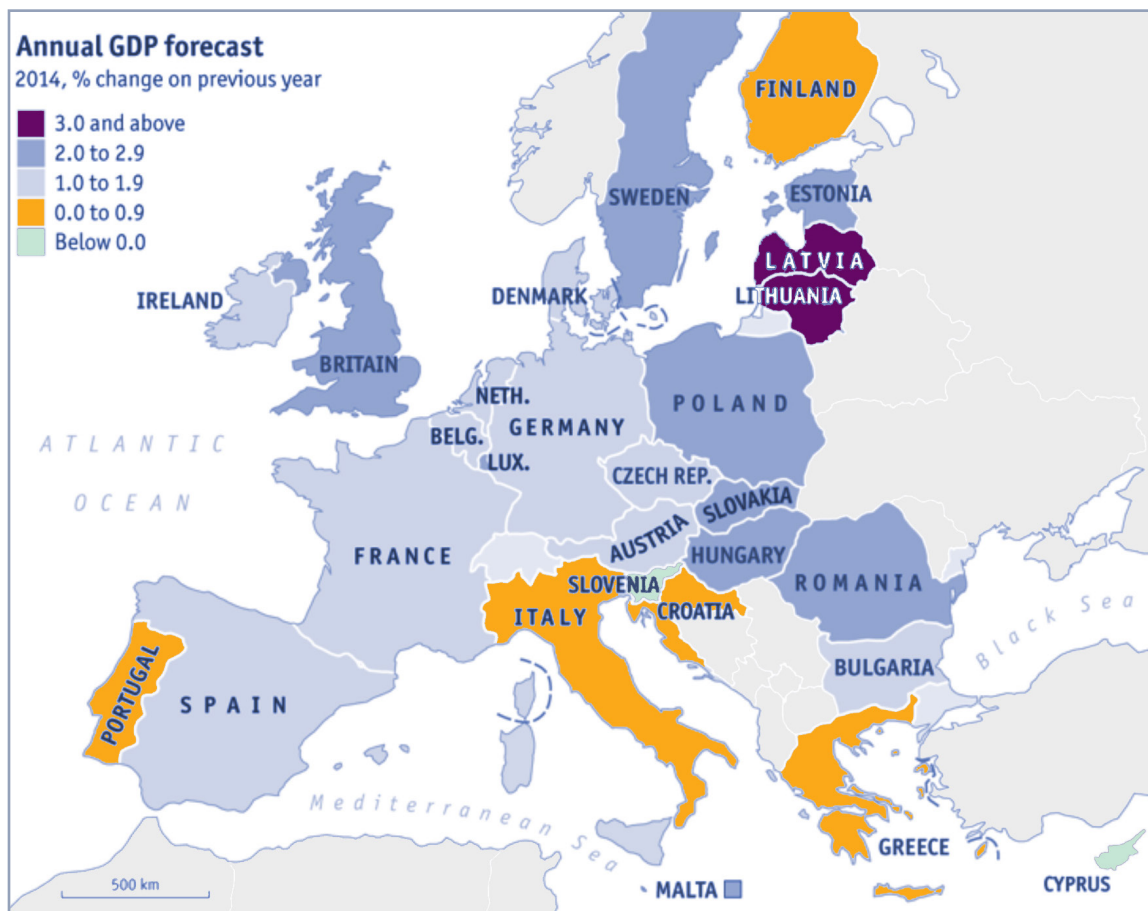 Annual GDP forecast
2014, % change on previous year
3.0 and above
2.0 to 2.9
1.0 to 1.9
0.0 to 0.9
Below 0.0
FINLAND
SWEDEN
ESTONIA
LATVIA
LITHUANIA
IRELAND
DENMARK
BRITAIN
NETH.
POLAND
GERMANY
BELG.
LUX.
ATLANTIC
OCEAN
CZECH REP.
SLOVAKIA
AUSTRIA
FRANCE
HUNGARY
ROMANIA
SLOVENIA
ITALY
CROATIA
Black Sea
BULGARIA
PORTUGAL
SPAIN
Mediterranean Sea
GREECE
500 km
MALTA
CYPRUS